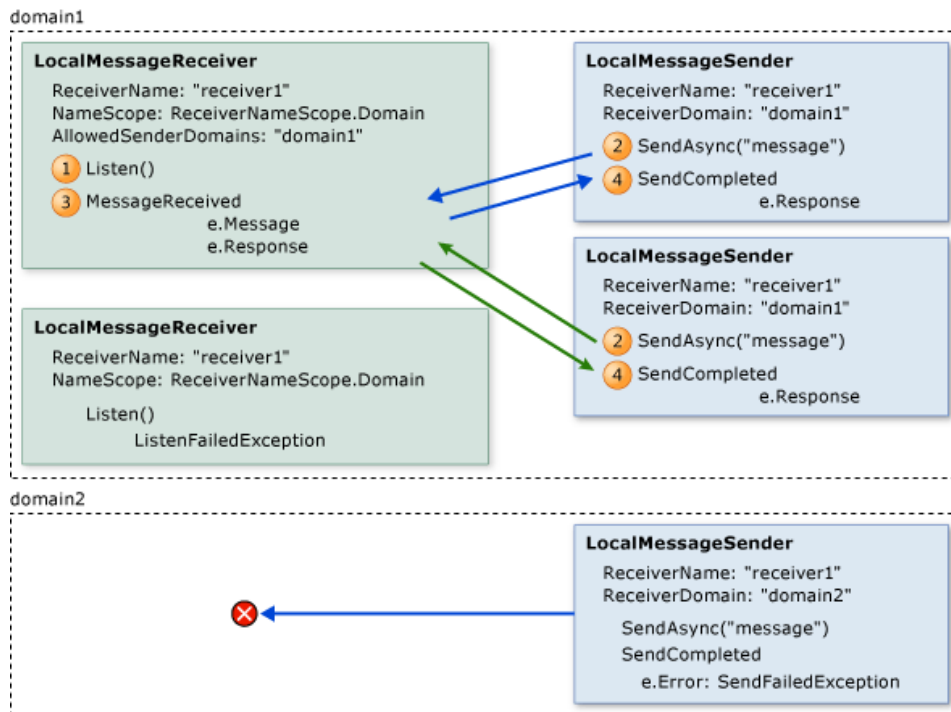 domain1
LocalMessageReceiver
ReceiverName: "receiver1"
NameScope: ReceiverNameScope.Domain
AllowedSenderDomains: "domain1"
1 Listen()
3 MessageReceived
e.Message
e.Response
LocalMessageSender
ReceiverName: "receiver1"
ReceiverDomain: "domain1"
2 SendAsync("message")
4 SendCompleted
e.Response
LocalMessageSender
ReceiverName: "receiver1"
ReceiverDomain: "domain1"
2 SendAsync("message")
4 SendCompleted
e.Response
LocalMessageReceiver
ReceiverName: "receiver1"
NameScope: ReceiverNameScope.Domain
Listen()
ListenFailedException
domain2
LocalMessageSender
ReceiverName: "receiver1"
ReceiverDomain: "domain2"
SendAsync("message")
SendCompleted
e.Error: SendFailedException